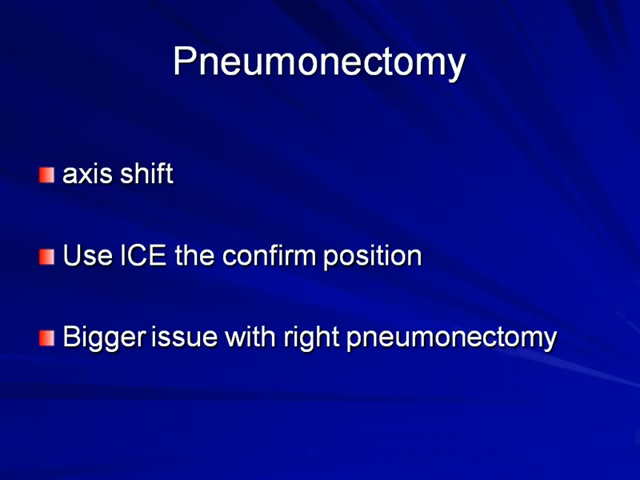 Pneumonectomy
axis shift
Use ICE the confirm position
Bigger issue with right pneumonectomy